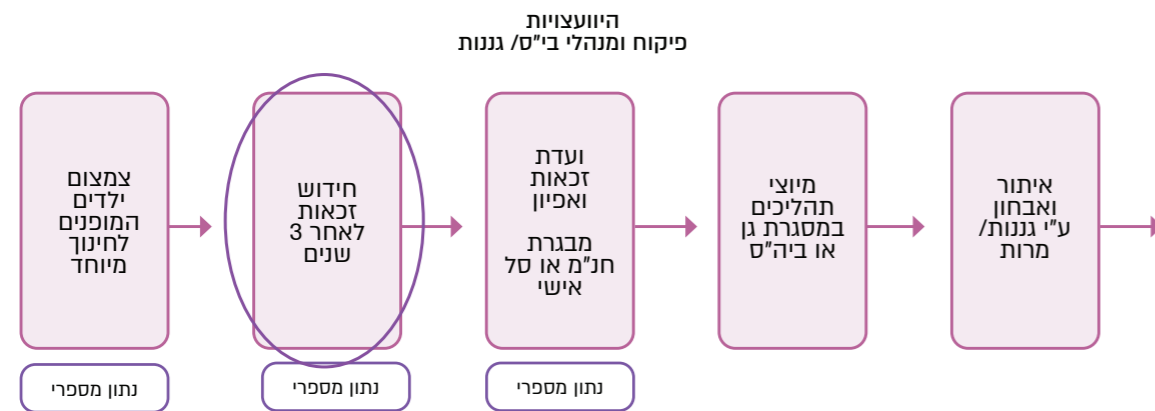 היוועצויות
פיקוח ומנהלי בי"ס/ גננות
איתור
ואבחון
ע"י גננות/
מרות
מיוצי
תהליכים
במסגרת גן
או ביה"ס
ועדת
זכאות
ואפיון
מבגרת
חנ"מ או סל
אישי
נתון מספרי
חידוש
זכאות
לאחר 3
שנים
נתון מספרי
צמצום
ילדים
המופנים
לחינוך
מיוחד
נתון מספרי